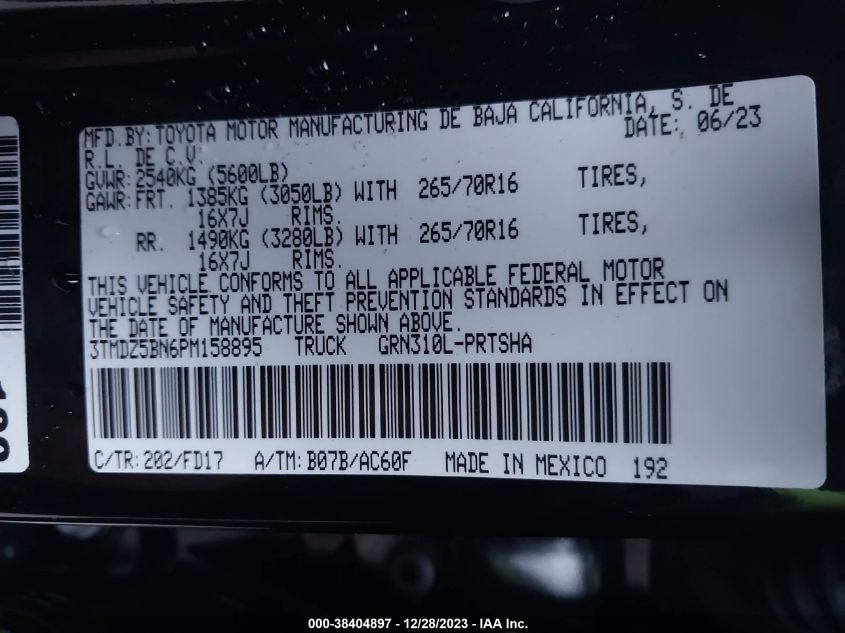 MFD.BY:TOYOTA MOTOR MANUFACTURING DE BAJA CALIFORNIA, S. DE
R.L. DE C.V. DATE: 06/23
GVWR:2540KG (5600LB)
GAWR:FRT. 1385KG (3050LB) WITH 265/70R16 TIRES,
16X7J RIMS.
RR. 1490KG (3280LB) WITH 265/70R16 TIRES,
16X7J RIMS.
THIS VEHICLE CONFORMS TO ALL APPLICABLE FEDERAL MOTOR
VEHICLE SAFETY AND THEFT PREVENTION STANDARDS IN EFFECT ON
THE DATE OF MANUFACTURE SHOWN ABOVE.
3TMDZ5BN6PM158895 TRUCK GRN310L-PRTSHA
C/TR:202/FD17 A/TM:B07B/AC60F MADE IN MEXICO 192
000-38404897 - 12/28/2023 - IAA Inc.